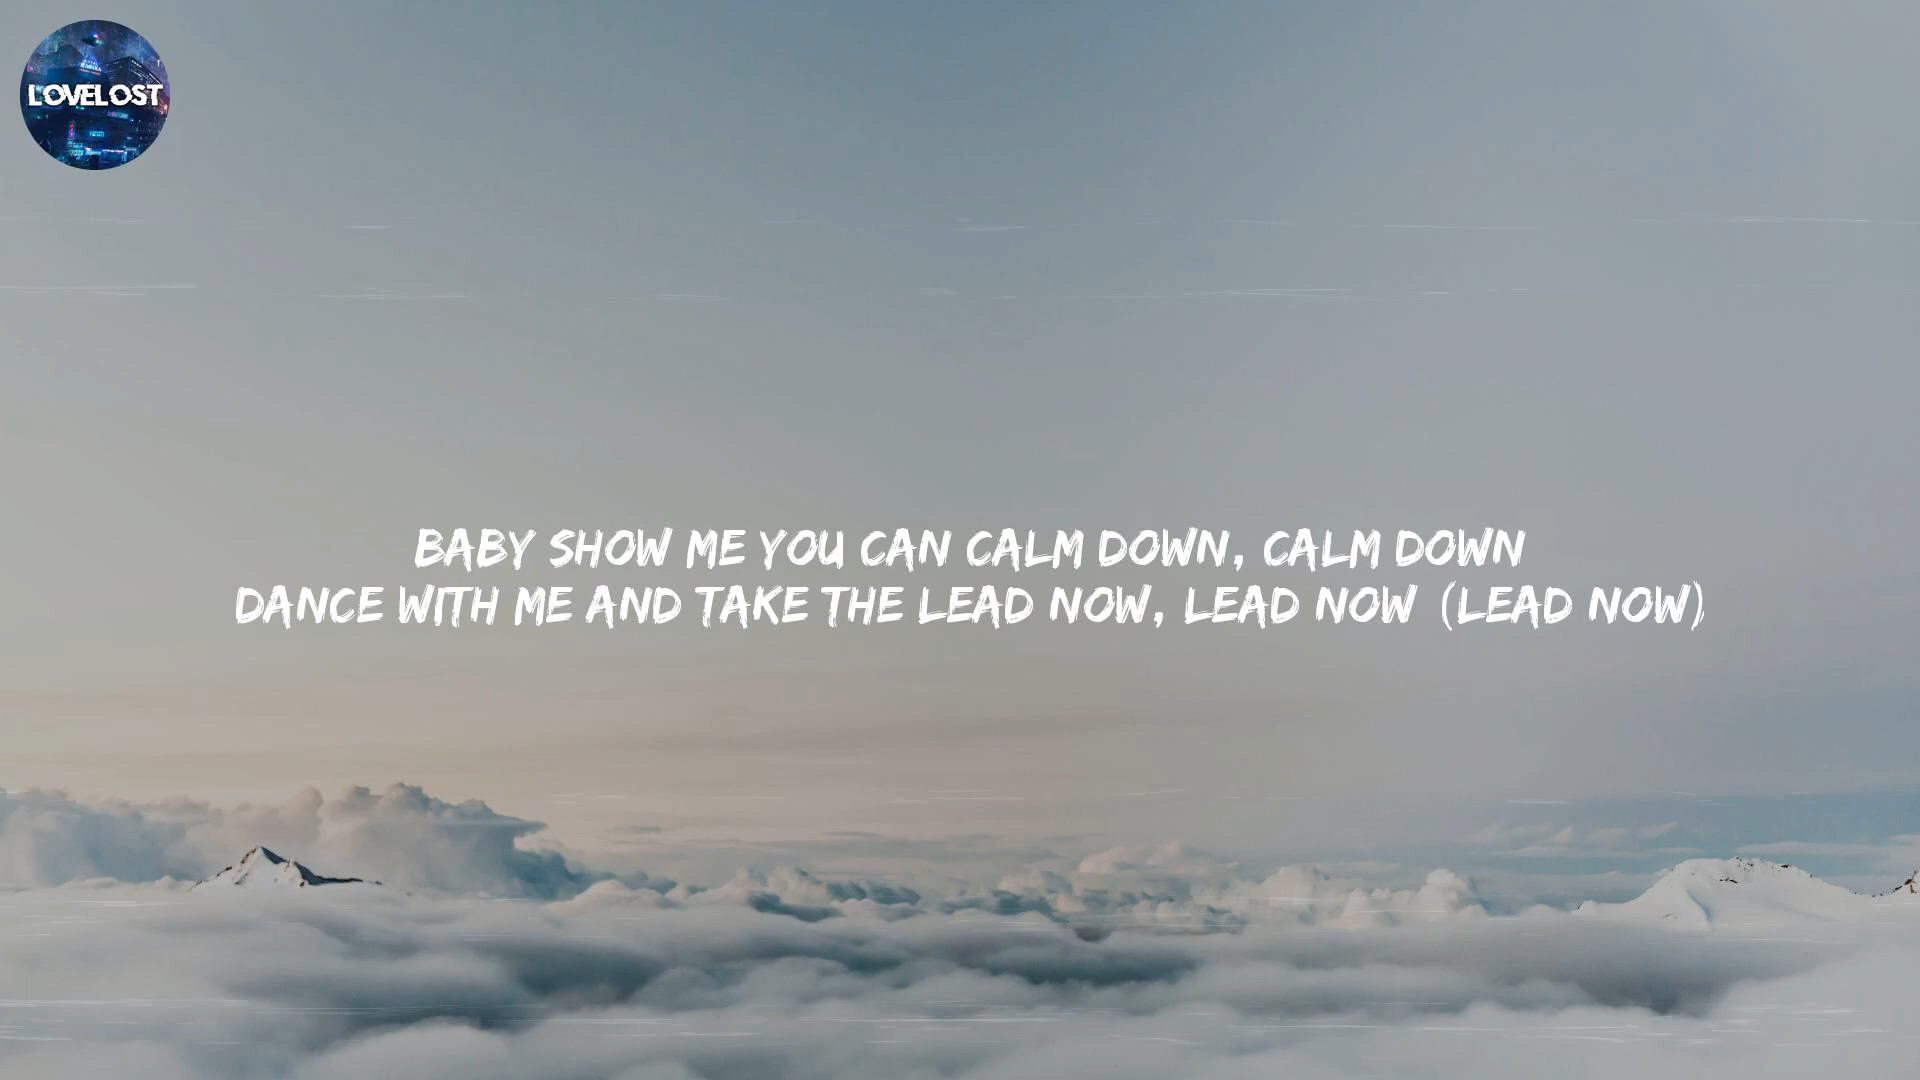 LOVELOST
BABY SHOW ME YOU CAN CALM DOWN, CALM DOWN
DANCE WITH ME AND TAKE THE LEAD NOW, LEAD NOW (LEAD NOW)